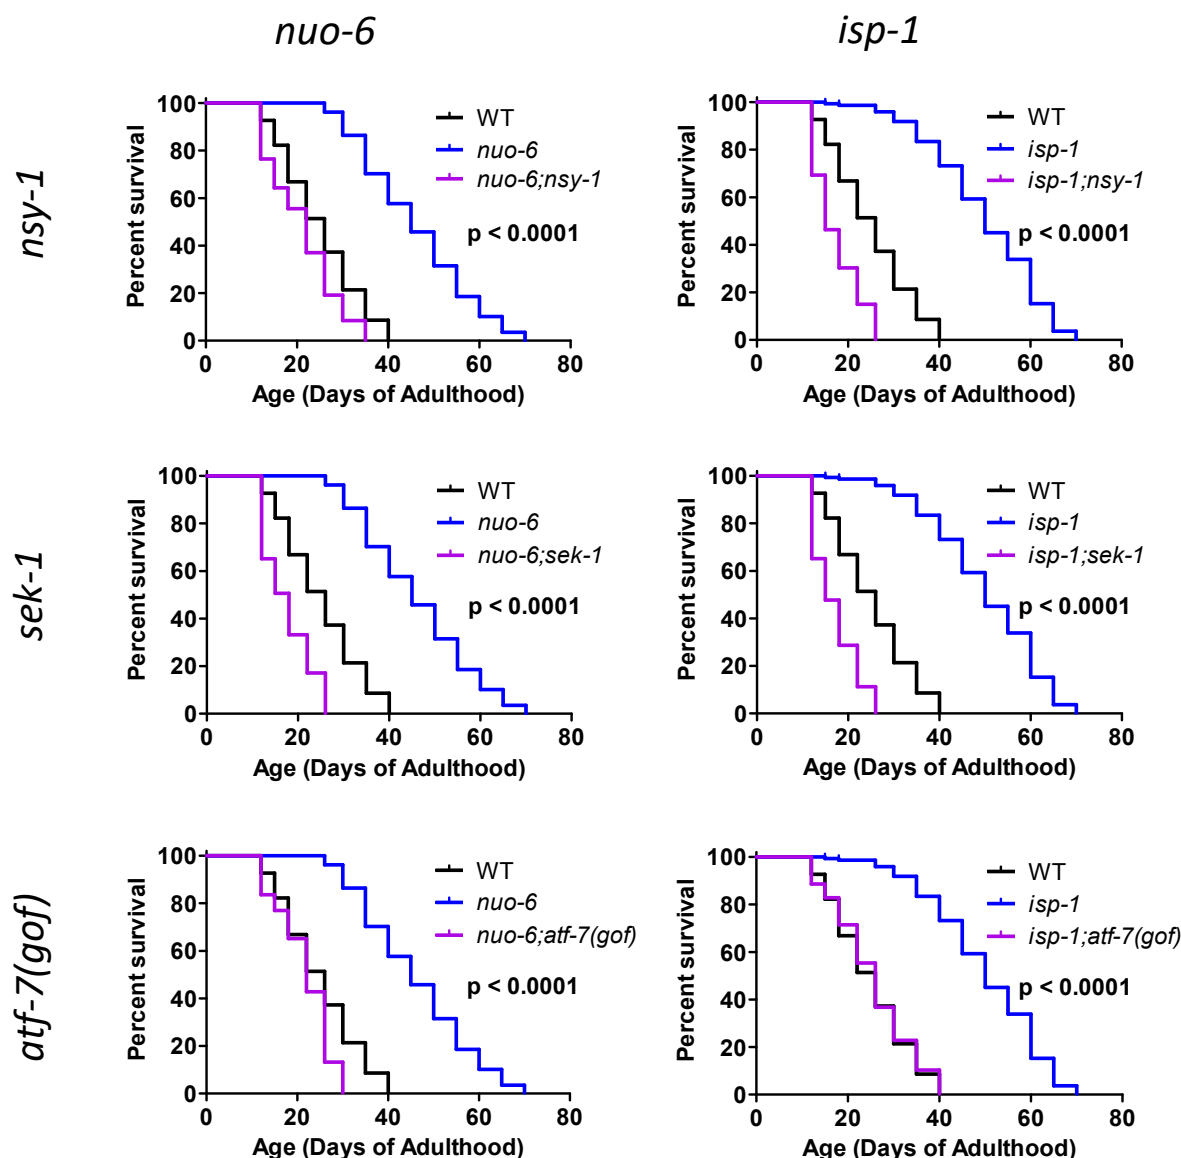 nuo-6
isp-1
nsy-1
Percent survival
100
80
60
40
20
0
WT
nuo-6
nuo-6;nsy-1
p < 0.0001
0 20 40 60 80
Age (Days of Adulthood)
Percent survival
100
80
60
40
20
0
WT
isp-1
isp-1;nsy-1
p < 0.0001
0 20 40 60 80
Age (Days of Adulthood)
sek-1
Percent survival
100
80
60
40
20
0
WT
nuo-6
nuo-6;sek-1
p < 0.0001
0 20 40 60 80
Age (Days of Adulthood)
Percent survival
100
80
60
40
20
0
WT
isp-1
isp-1;sek-1
p < 0.0001
0 20 40 60 80
Age (Days of Adulthood)
atf-7(gof)
Percent survival
100
80
60
40
20
0
WT
nuo-6
nuo-6;atf-7(gof)
p < 0.0001
0 20 40 60 80
Age (Days of Adulthood)
Percent survival
100
80
60
40
20
0
WT
isp-1
isp-1;atf-7(gof)
p < 0.0001
0 20 40 60 80
Age (Days of Adulthood)